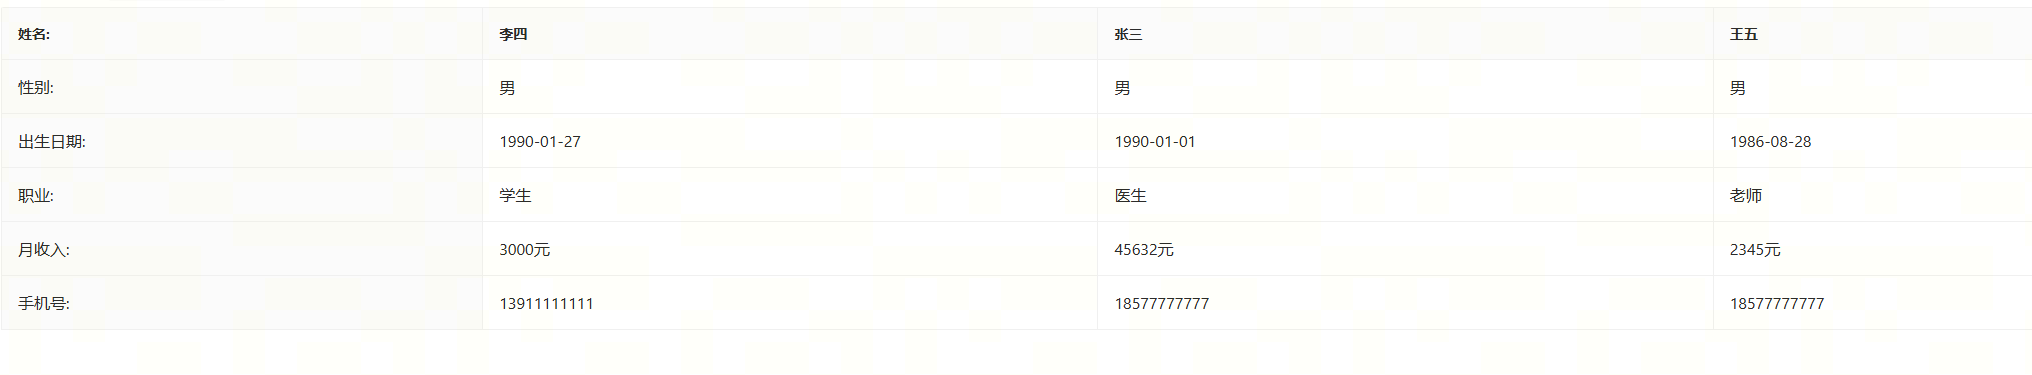 姓名: 李四 张三 王五
性别: 男 男 男
出生日期: 1990-01-27 1990-01-01 1986-08-28
职业: 学生 医生 老师
月收入: 3000元 45632元 2345元
手机号: 13911111111 18577777777 18577777777